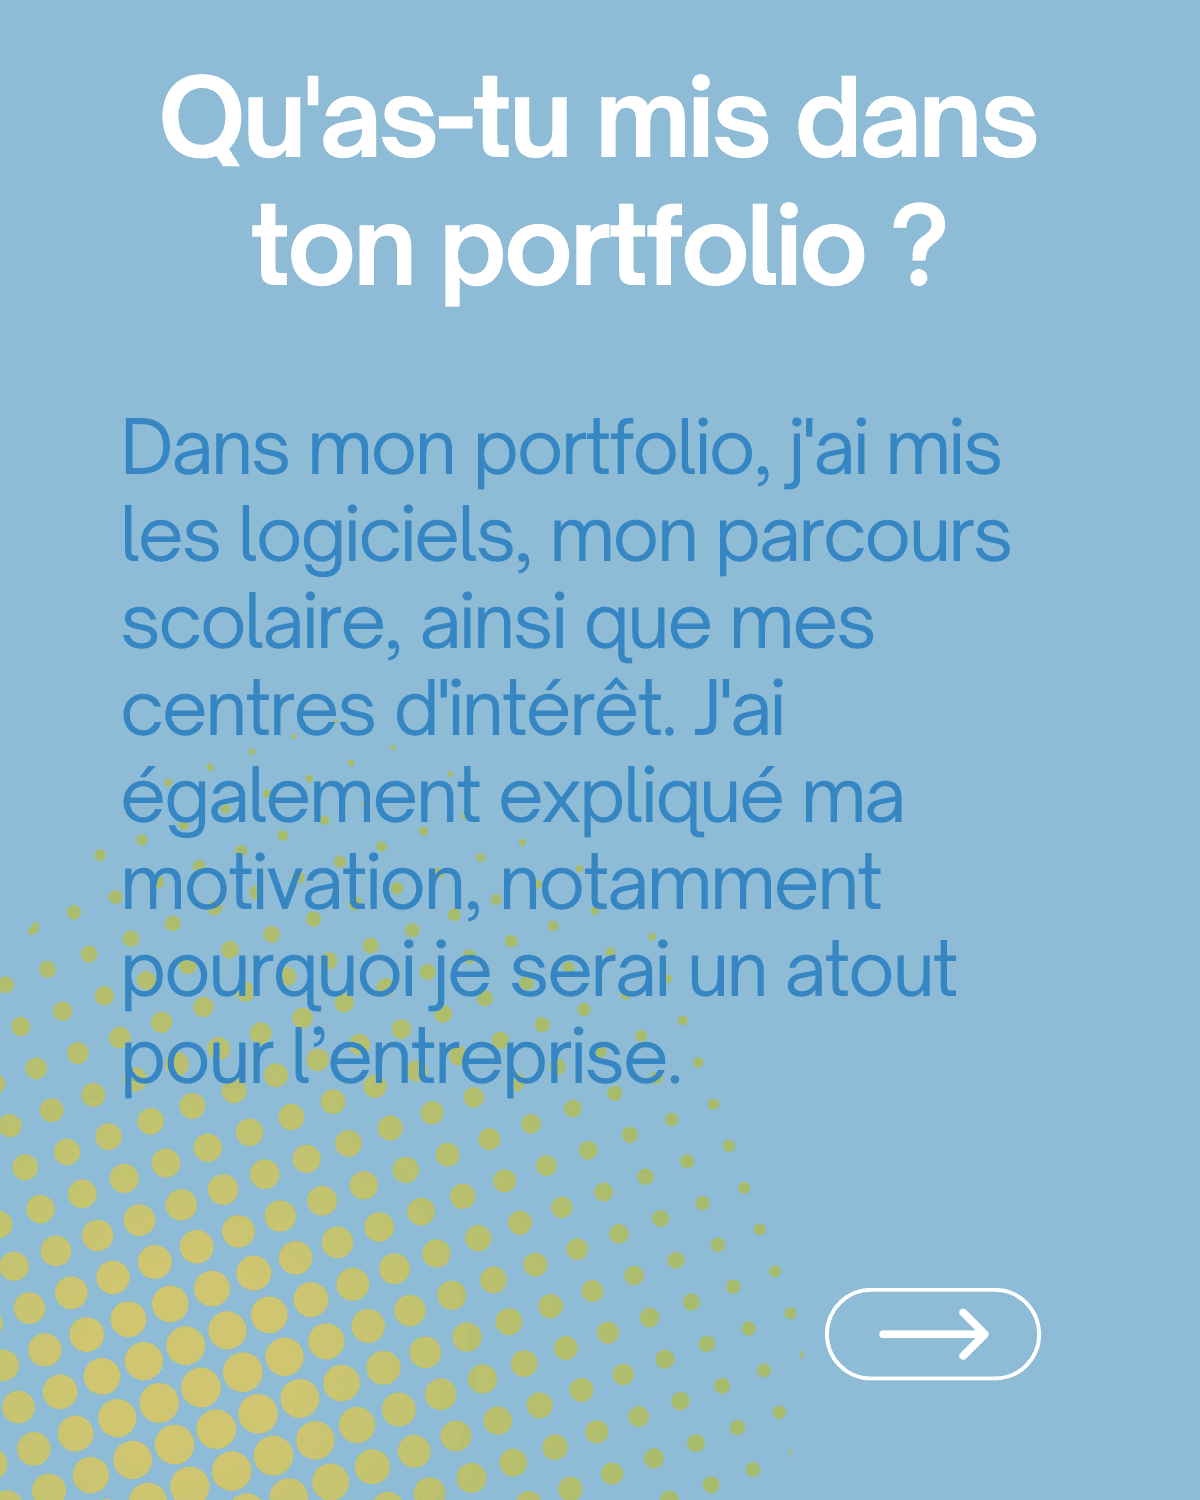 Qu'as-tu mis dans
ton portfolio ?
Dans mon portfolio, j'ai mis
les logiciels, mon parcours
scolaire, ainsi que mes
centres d'intérêt. J'ai
également expliqué ma
motivation, notamment
pourquoi je serai un atout
pour l’entreprise.